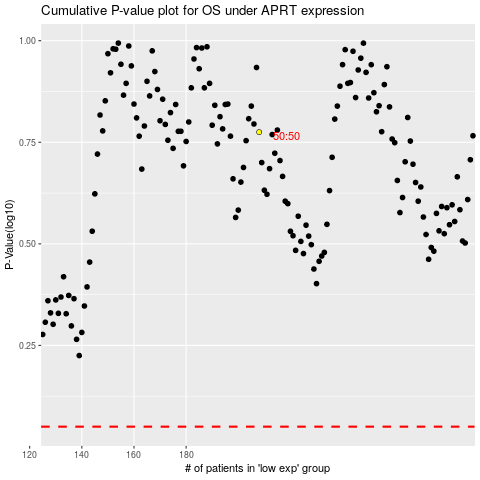 Cumulative P-value plot for OS under APRT expression
P-Value(log10)
1.00
0.75
0.50
0.25
50:50
120 140 160 180
# of patients in 'low exp' group